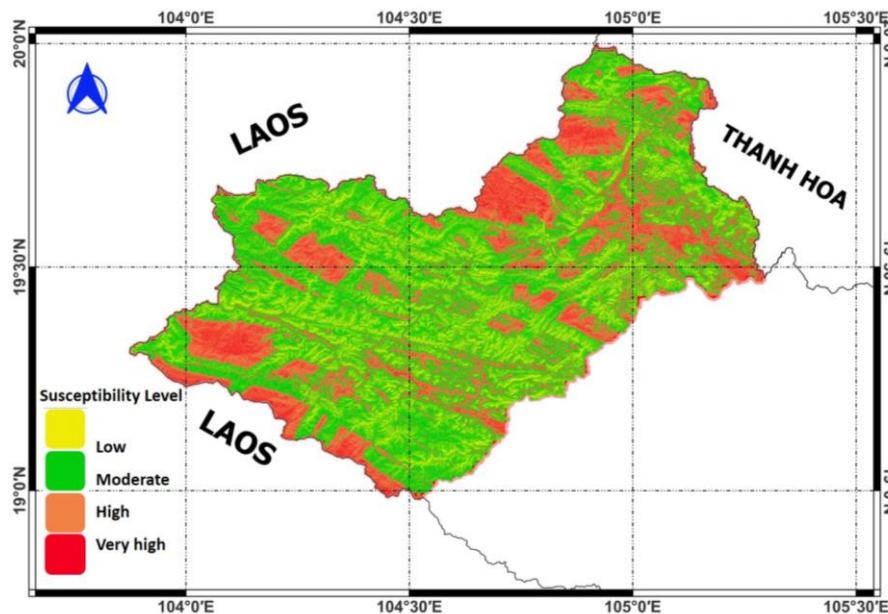 104°0'E 104°30'E 105°0'E 105°30'E
20°0'N
LAOS
THANH HOA
19°30'N
Susceptibility Level
Low
Moderate
High
Very high
LAOS
19°0'N
104°0'E 104°30'E 105°0'E 105°30'E